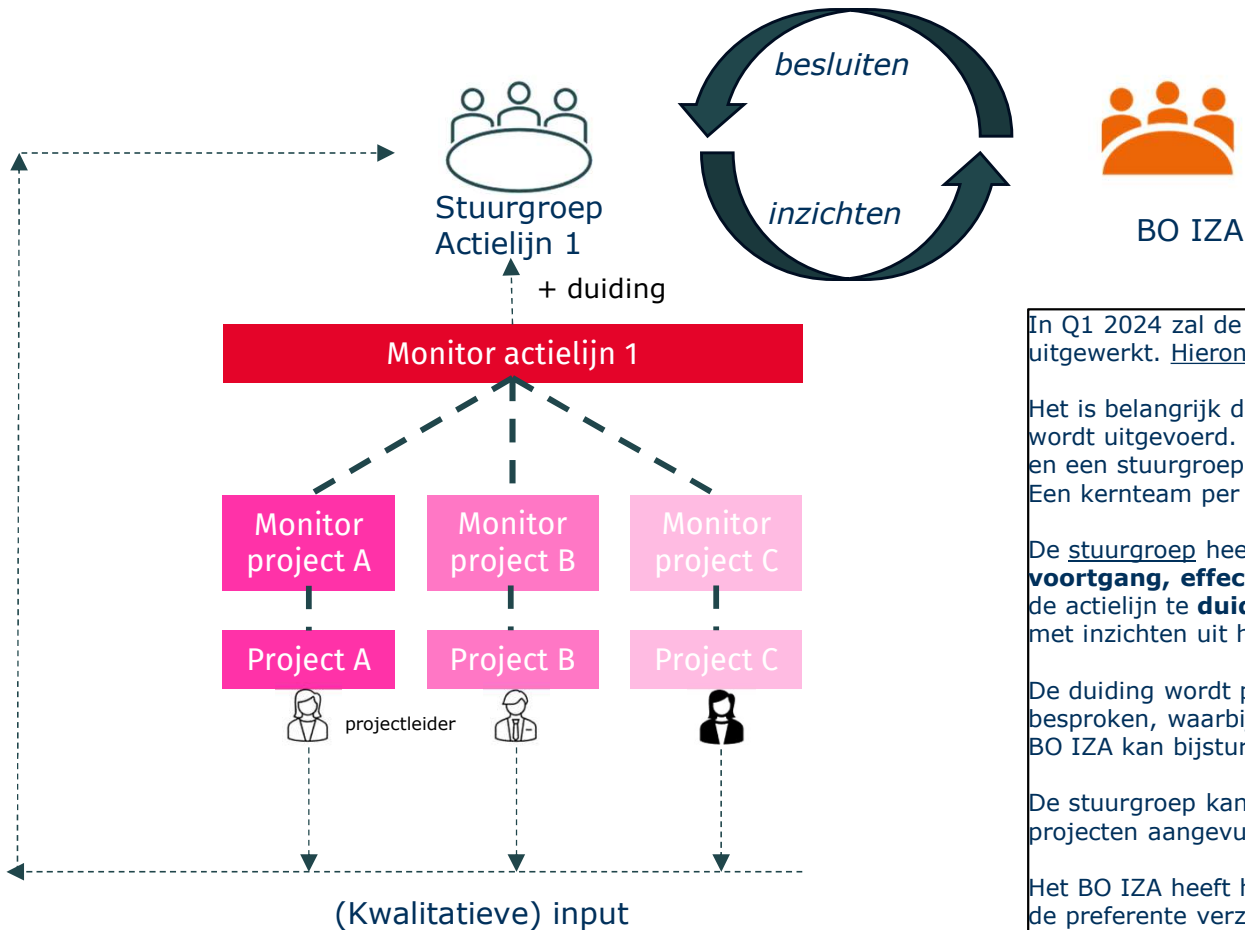 besluiten
inzichten
Stuurgroep
Actielijn 1
BO IZA
+ duiding
Monitor actielijn 1
Monitor
project A
Monitor
project B
Monitor
project C
Project A
Project B
Project C
projectleider
(Kwalitatieve) input
In Q1 2024 zal de
uitgewerkt. Hieron
Het is belangrijk d
wordt uitgevoerd.
en een stuurgroep
Een kernteam per
De stuurgroep hee
voortgang, effec
de actielijn te duid
met inzichten uit h
De duiding wordt p
besproken, waarbi
BO IZA kan bijstur
De stuurgroep kan
projecten aangevu
Het BO IZA heeft h
de preferente verz